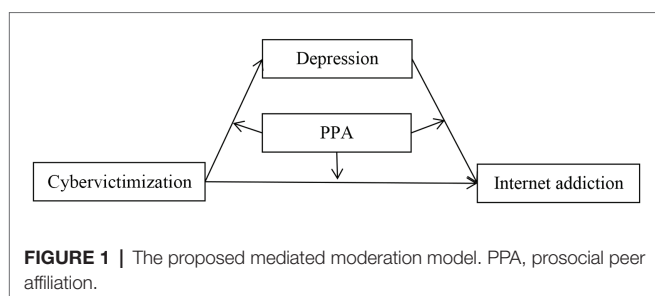 Depression
PPA
Cybervictimization
Internet addiction
FIGURE 1 | The proposed mediated moderation model. PPA, prosocial peer
affiliation.